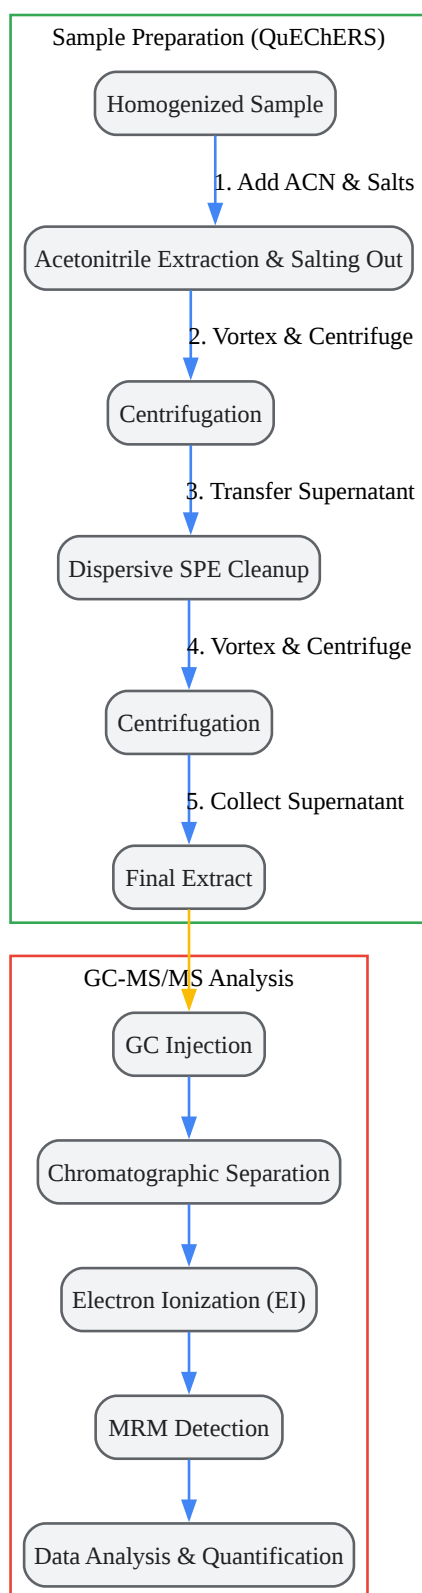 Sample Preparation (QuEChERS)
Homogenized Sample
1. Add ACN & Salts
Acetonitrile Extraction & Salting Out
2. Vortex & Centrifuge
Centrifugation
3. Transfer Supernatant
Dispersive SPE Cleanup
4. Vortex & Centrifuge
Centrifugation
5. Collect Supernatant
Final Extract
GC-MS/MS Analysis
GC Injection
Chromatographic Separation
Electron Ionization (EI)
MRM Detection
Data Analysis & Quantification